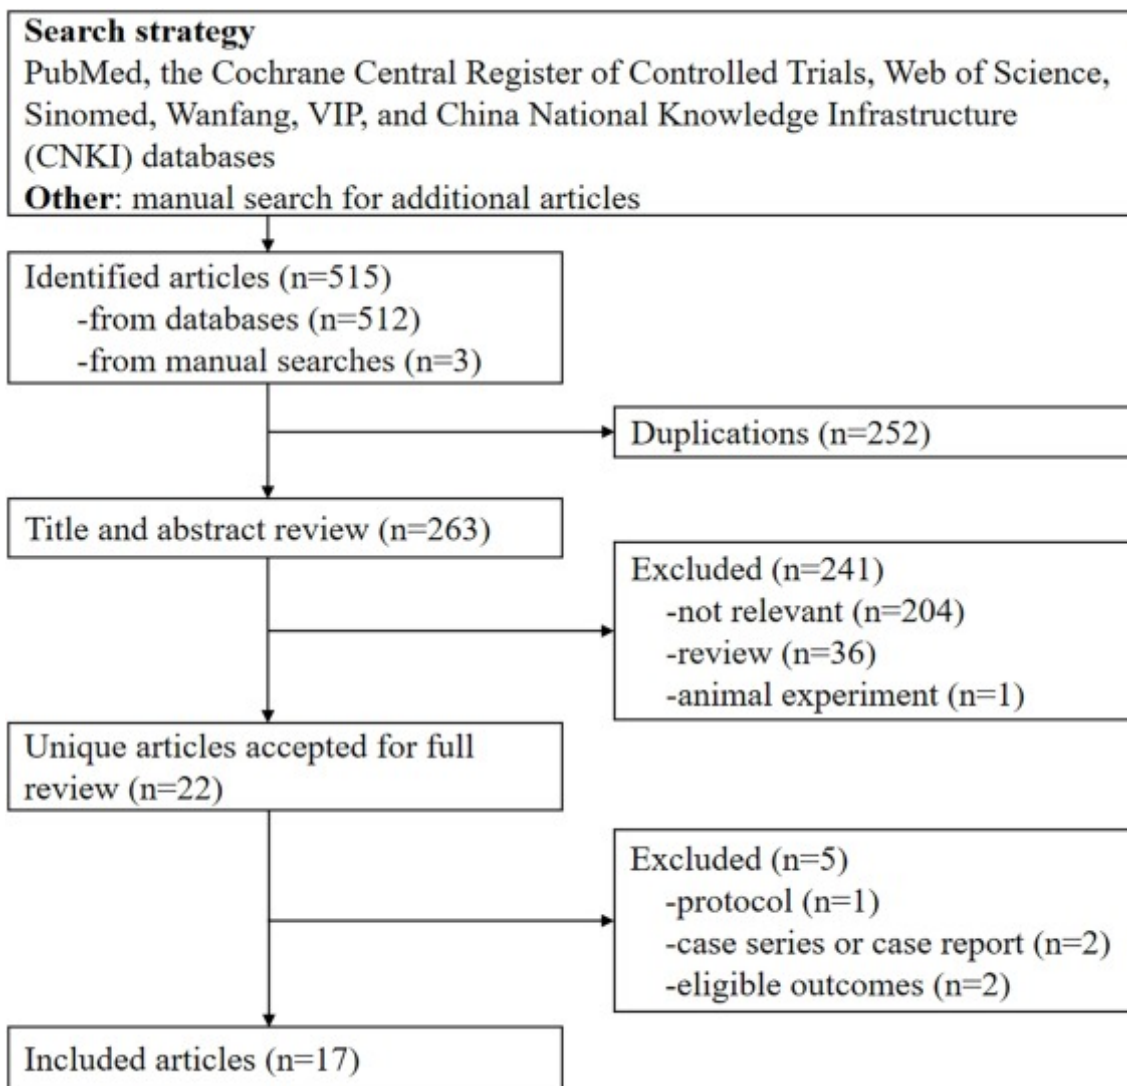 Search strategy
PubMed, the Cochrane Central Register of Controlled Trials, Web of Science,
Sinomed, Wanfang, VIP, and China National Knowledge Infrastructure
(CNKI) databases
Other: manual search for additional articles
Identified articles (n=515)
-from databases (n=512)
-from manual searches (n=3)
Duplications (n=252)
Title and abstract review (n=263)
Excluded (n=241)
-not relevant (n=204)
-review (n=36)
-animal experiment (n=1)
Unique articles accepted for full
review (n=22)
Excluded (n=5)
-protocol (n=1)
-case series or case report (n=2)
-eligible outcomes (n=2)
Included articles (n=17)